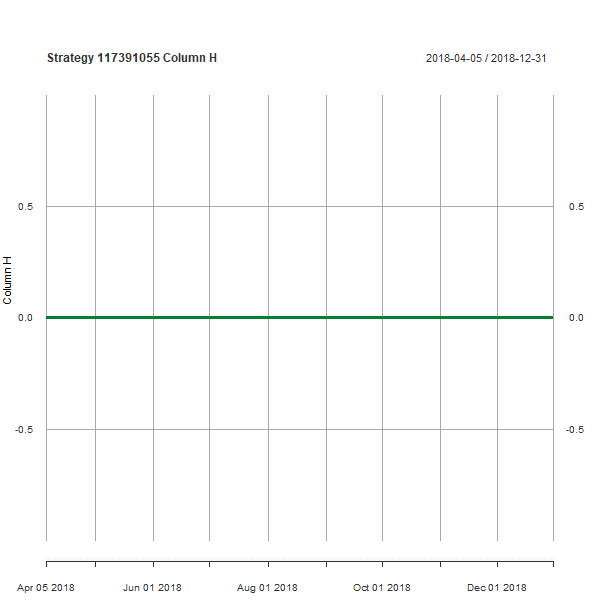 Strategy 117391055 Column H 2018-04-05 / 2018-12-31
0.5 0.5
Column H
0.0 0.0
-0.5 -0.5
Apr 05 2018 Jun 01 2018 Aug 01 2018 Oct 01 2018 Dec 01 2018